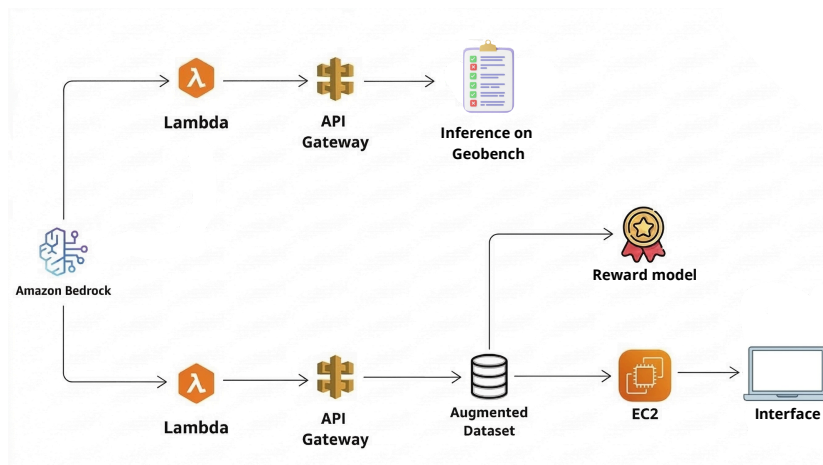 Lambda
API
Gateway
Inference on
Geobench
Amazon Bedrock
Reward model
Lambda
API
Gateway
Augmented
Dataset
EC2
Interface